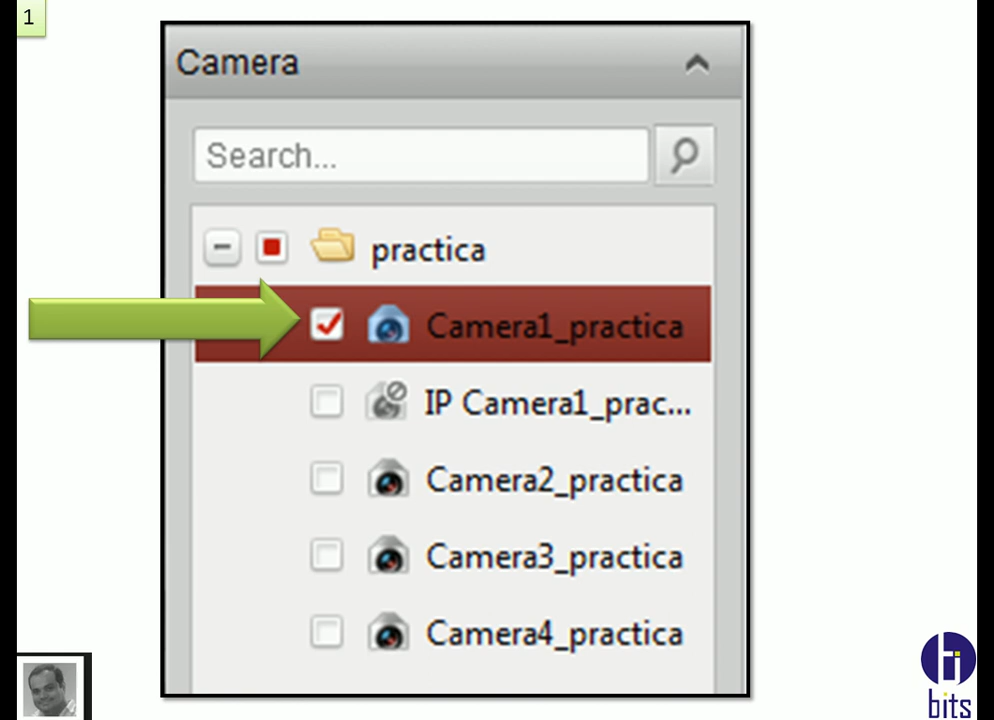 1
Camera
Search...
practica
Camera1_practica
IP Camera1_prac...
Camera2_practica
Camera3_practica
Camera4_practica
bits